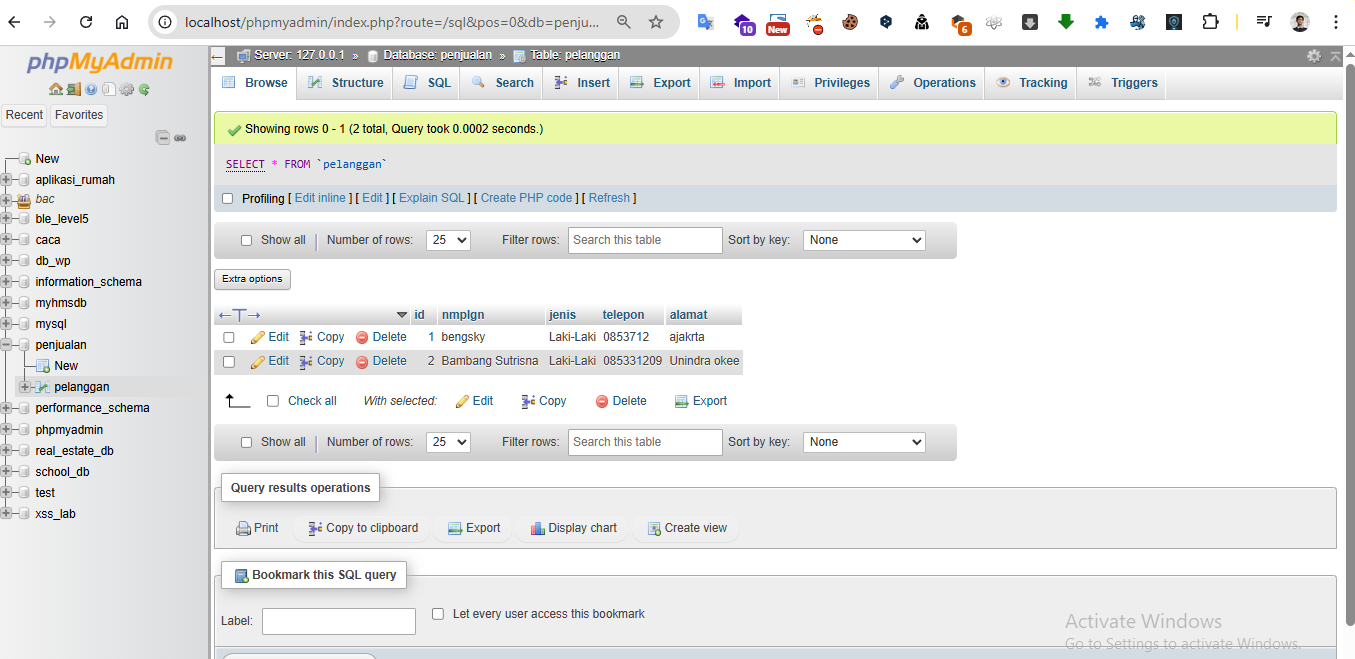 localhost/phpmyadmin/index.php?route=/sql&pos=0&db=penju...
10
New
6
phpMyAdmin
Recent Favorites
New
aplikasi_rumah
bac
ble_level5
caca
db_wp
information_schema
myhmsdb
mysql
penjualan
New
pelanggan
performance_schema
phpmyadmin
real_estate_db
school_db
test
xss_lab
Server: 127.0.0.1 » Database: penjualan » Table: pelanggan
Browse Structure SQL Search Insert Export Import Privileges Operations Tracking Triggers
Showing rows 0 - 1 (2 total, Query took 0.0002 seconds.)
SELECT * FROM `pelanggan`
Profiling [ Edit inline ] [ Edit ] [ Explain SQL ] [ Create PHP code ] [ Refresh ]
Show all Number of rows: 25 Filter rows: Search this table Sort by key: None
Extra options
←T→ id nmplgn jenis telepon alamat
Edit Copy Delete 1 bengsky Laki-Laki 0853712 ajakrta
Edit Copy Delete 2 Bambang Sutrisna Laki-Laki 085331209 Unindra okee
Check all With selected: Edit Copy Delete Export
Show all Number of rows: 25 Filter rows: Search this table Sort by key: None
Query results operations
Print Copy to clipboard Export Display chart Create view
Bookmark this SQL query
Label: Let every user access this bookmark
Activate Windows
Go to Settings to activate Windows.